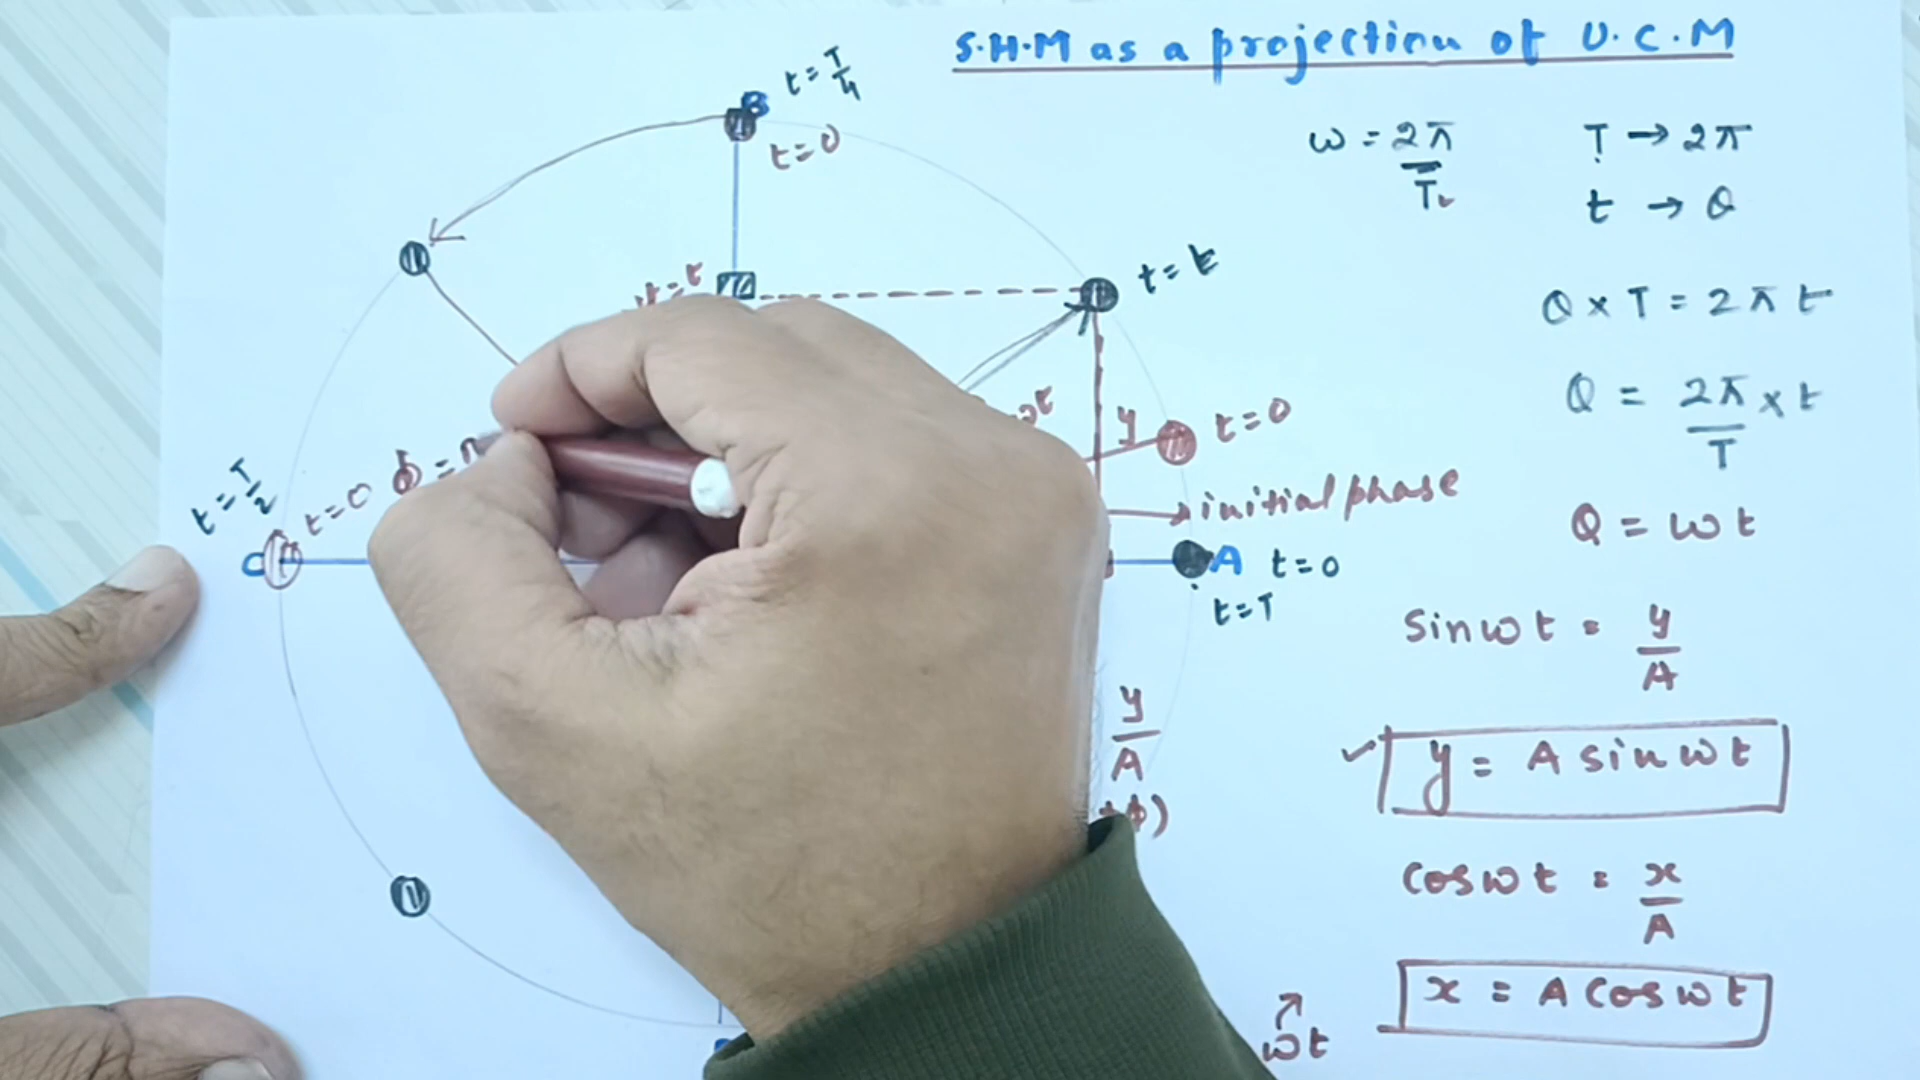 S.H.M as a projection of U.C.M
t = T/4
B
t=0
ω = 2π/T
T → 2π
t → Q
t = t
Q × T = 2π t
y
t=0
Q = 2π/T × t
t = T/2
t=0
ϕ =
initial phase
Q = ωt
C
A t=0
t=T
sin ωt = y/A
y/A
y = A sin ωt
ϕ)
cos ωt = x/A
x = A cos ωt
ωt